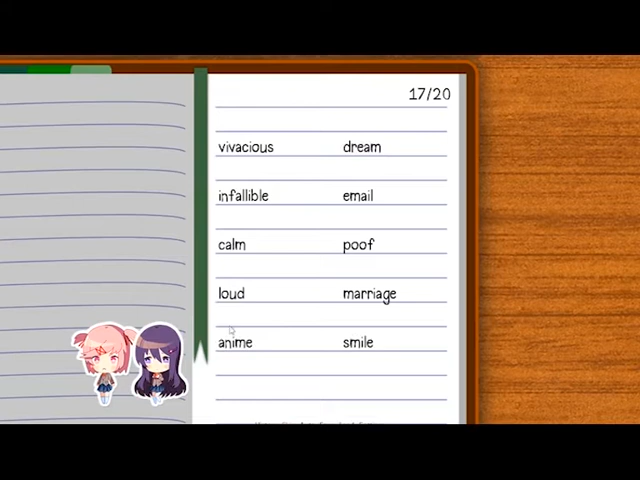 17/20
vivacious dream
infallible email
calm poof
loud marriage
anime smile